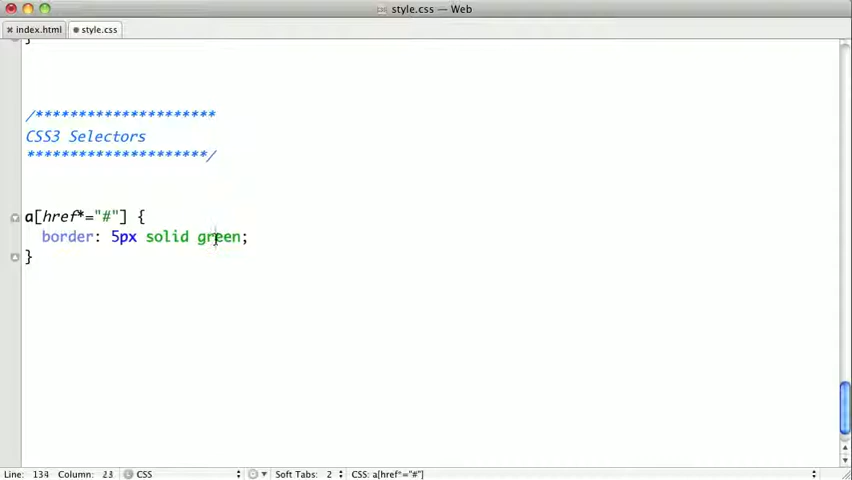 style.css — Web
index.html
style.css
}
/*********************
CSS3 Selectors
*********************/
a[href*="#"] {
border: 5px solid green;
}
Line: 134 Column: 23 CSS Soft Tabs: 2 CSS: a[href*="#"]